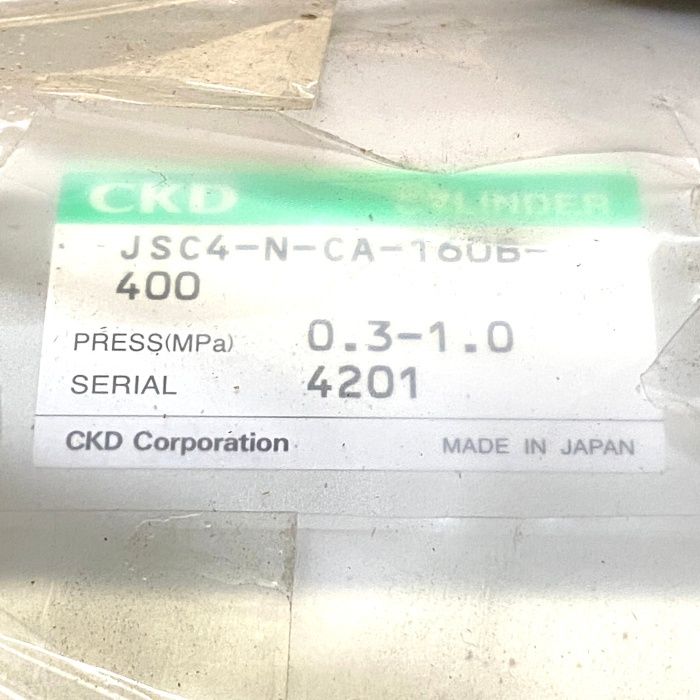 CKD CYLINDER
JSC4-N-CA-160B-
400
PRESS(MPa) 0.3-1.0
SERIAL 4201
CKD Corporation MADE IN JAPAN